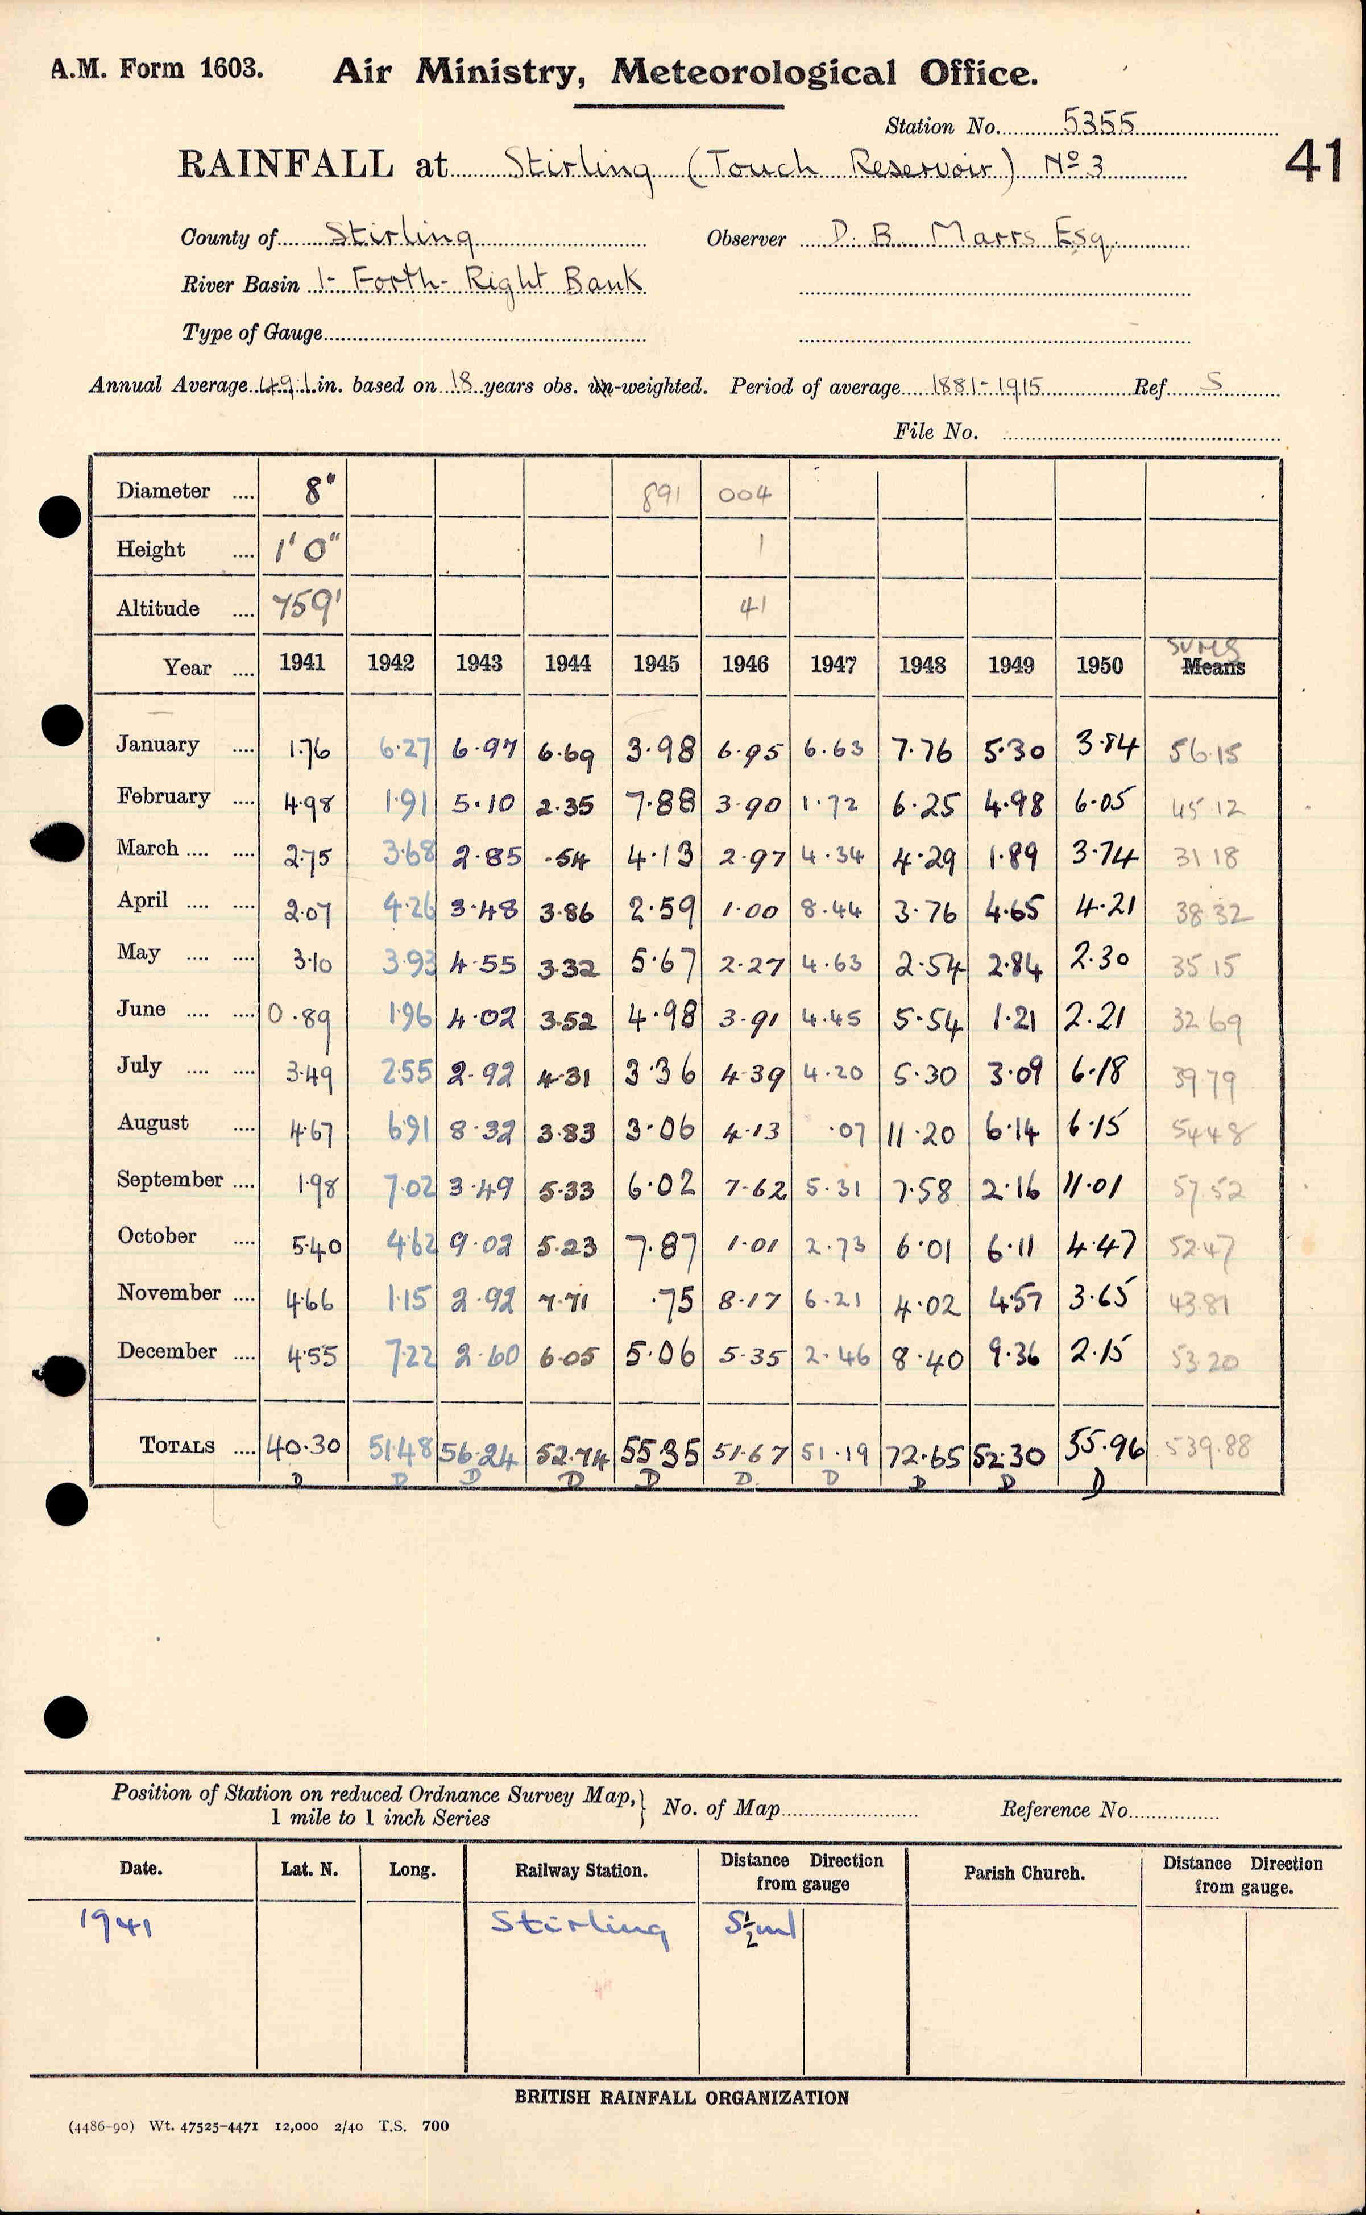 A.M. Form 1603. Air Ministry, Meteorological Office.
Station No. 5355
RAINFALL at Stirling (Touch Reservoir) Nº 3 41
County of Stirling Observer D. B. Marrs Esq.
River Basin 1- Forth- Right Bank
Type of Gauge
Annual Average 49.1 in. based on 18 years obs. un-weighted. Period of average 1881-1915 Ref S
File No.
Diameter .... 8" 891 004
Height .... 1' 0" 1
Altitude .... 759' 41
sums
Year .... 1941 1942 1943 1944 1945 1946 1947 1948 1949 1950 Means
January .... 1.76 6.27 6.97 6.69 3.98 6.95 6.63 7.76 5.30 3.84 56.15
February .... 4.98 1.91 5.10 2.35 7.88 3.90 1.72 6.25 4.98 6.05 45.12
March .... .... 2.75 3.68 2.85 .54 4.13 2.97 4.34 4.29 1.89 3.74 31.18
April .... .... 2.07 4.26 3.48 3.86 2.59 1.00 8.44 3.76 4.65 4.21 38.32
May .... .... 3.10 3.93 4.55 3.32 5.67 2.27 4.63 2.54 2.84 2.30 35.15
June .... .... 0.89 1.96 4.02 3.52 4.98 3.91 4.45 5.54 1.21 2.21 32.69
July .... .... 3.49 2.55 2.92 4.31 3.36 4.39 4.20 5.30 3.09 6.18 39.79
August .... 4.67 6.91 8.32 3.83 3.06 4.13 .07 11.20 6.14 6.15 54.48
September .... 1.98 7.02 3.49 5.33 6.02 7.62 5.31 7.58 2.16 11.01 57.52
October .... 5.40 4.62 9.02 5.23 7.87 1.01 2.73 6.01 6.11 4.47 52.47
November .... 4.66 1.15 2.92 7.71 .75 8.17 6.21 4.02 4.57 3.65 43.81
December .... 4.55 7.22 2.60 6.05 5.06 5.35 2.46 8.40 9.36 2.15 53.20
TOTALS .... 40.30 51.48 56.24 52.74 55.35 51.67 51.19 72.65 52.30 55.96 539.88
D D D D D D D D D D
Position of Station on reduced Ordnance Survey Map, } No. of Map Reference No.
1 mile to 1 inch Series
Date. Lat. N. Long. Railway Station. Distance Direction from gauge Parish Church. Distance Direction from gauge.
1941 Stirling 5½ ml
BRITISH RAINFALL ORGANIZATION
(4486-90) Wt. 47525-4471 12,000 2/40 T.S. 700